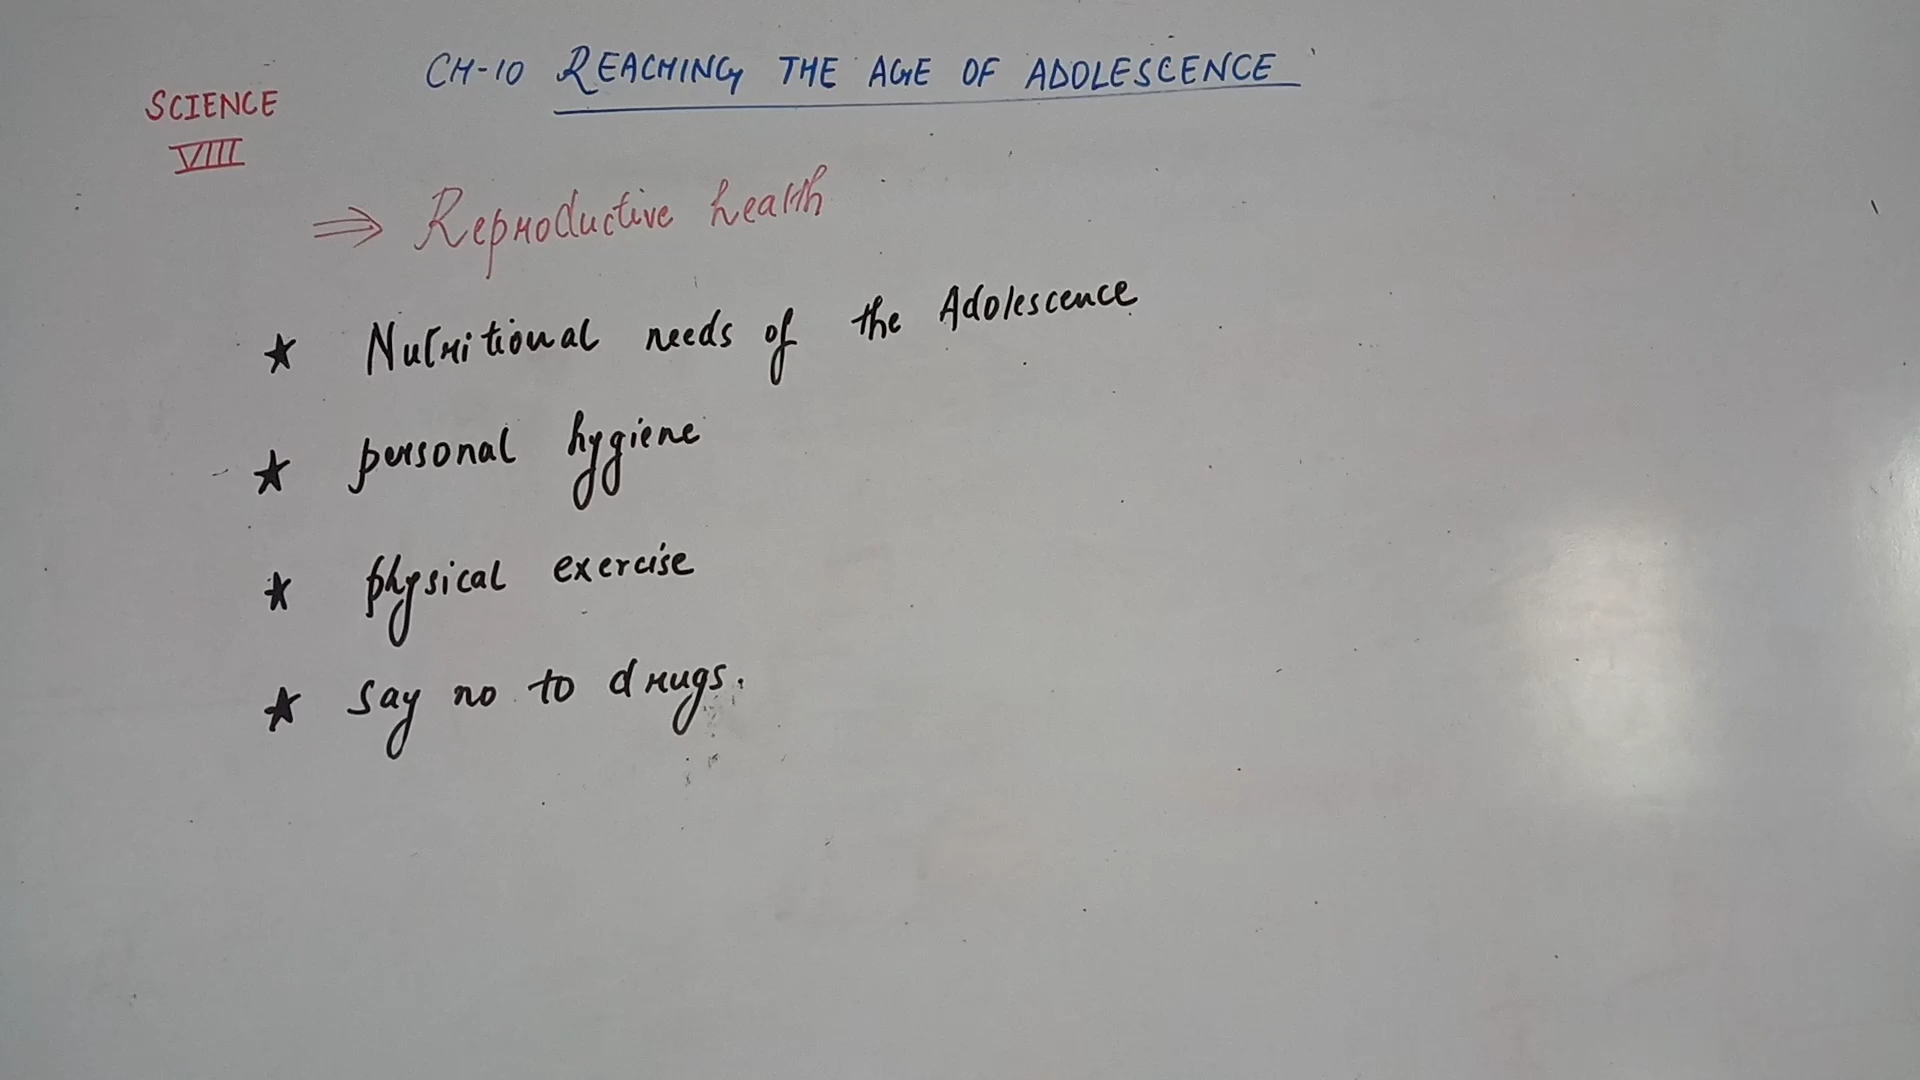 CH-10 REACHING THE AGE OF ADOLESCENCE
SCIENCE
VIII
⇒ Reproductive health
★ Nutritional needs of the Adolescence
★ personal hygiene
★ physical exercise
★ Say no to drugs.